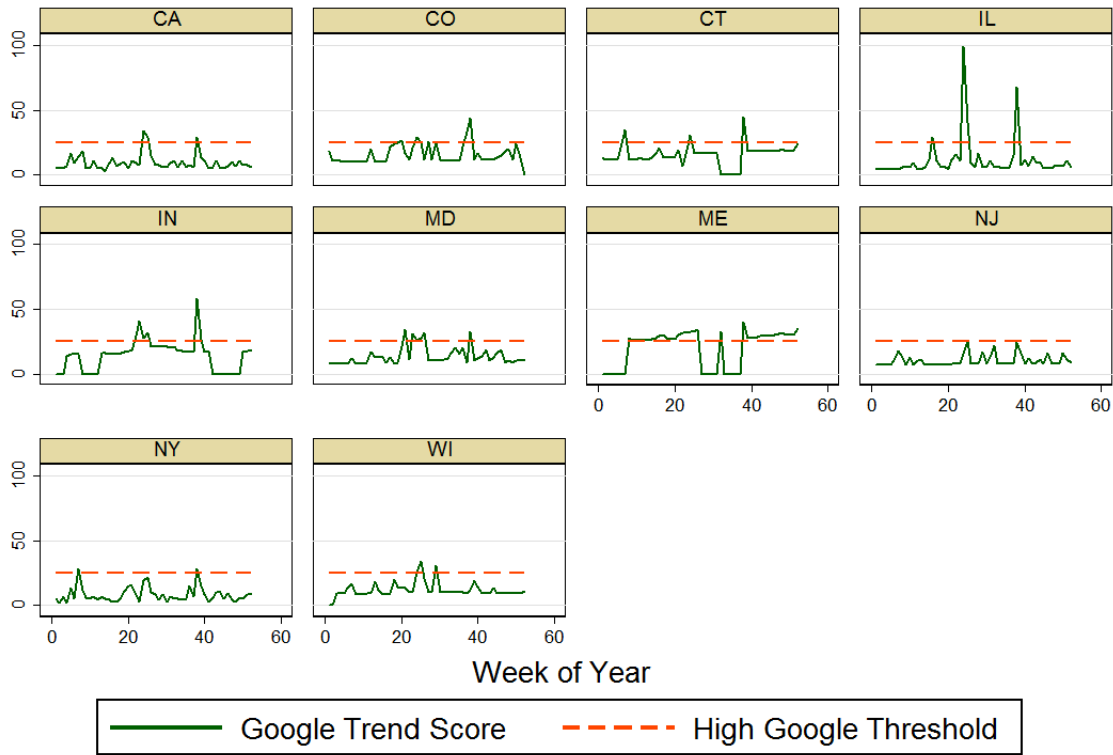 CA CO CT IL
100
50
0
IN MD ME NJ
100
50
0
0 20 40 60 0 20 40 60
NY WI
100
50
0
0 20 40 60 0 20 40 60
Week of Year
Google Trend Score High Google Threshold